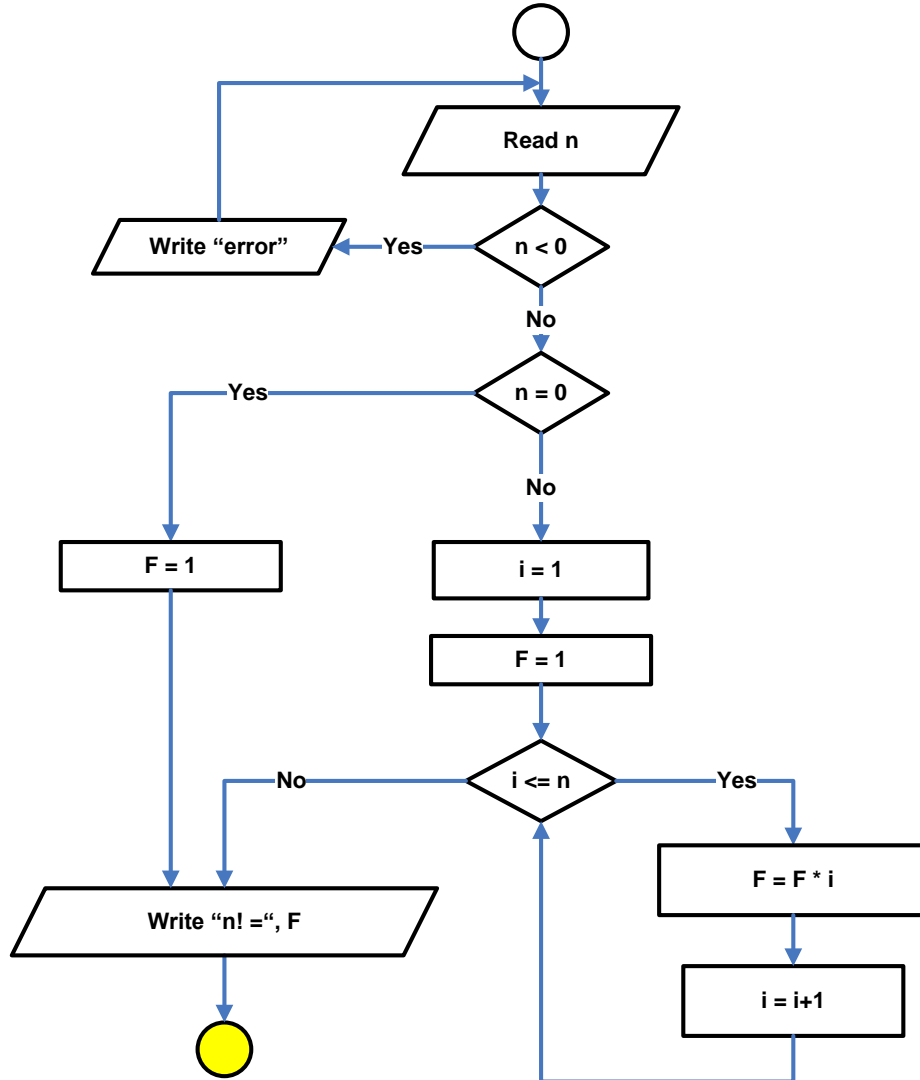 Read n
Write “error”
Yes
n < 0
No
Yes
n = 0
No
F = 1
i = 1
F = 1
No
i <= n
Yes
F = F * i
Write “n! =“, F
i = i+1